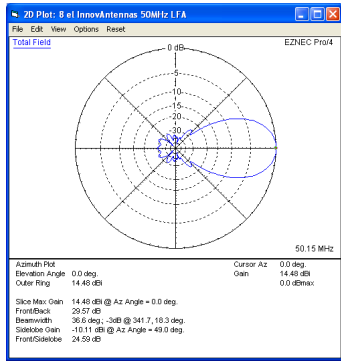 2D Plot: 8 el InnovAntennas 50MHz LFA
File Edit View Options Reset
Total Field
EZNEC Pro/4
0 dB
-5
-10
-15
-20
-30
50.15 MHz
Azimuth Plot
Cursor Az 0.0 deg.
Elevation Angle 0.0 deg.
Gain 14.48 dBi
Outer Ring 14.48 dBi
0.0 dBmax
Slice Max Gain 14.48 dBi @ Az Angle = 0.0 deg.
Front/Back 29.57 dB
Beamwidth 36.6 deg.; -3dB @ 341.7, 18.3 deg.
Sidelobe Gain -10.11 dBi @ Az Angle = 49.0 deg.
Front/Sidelobe 24.59 dB